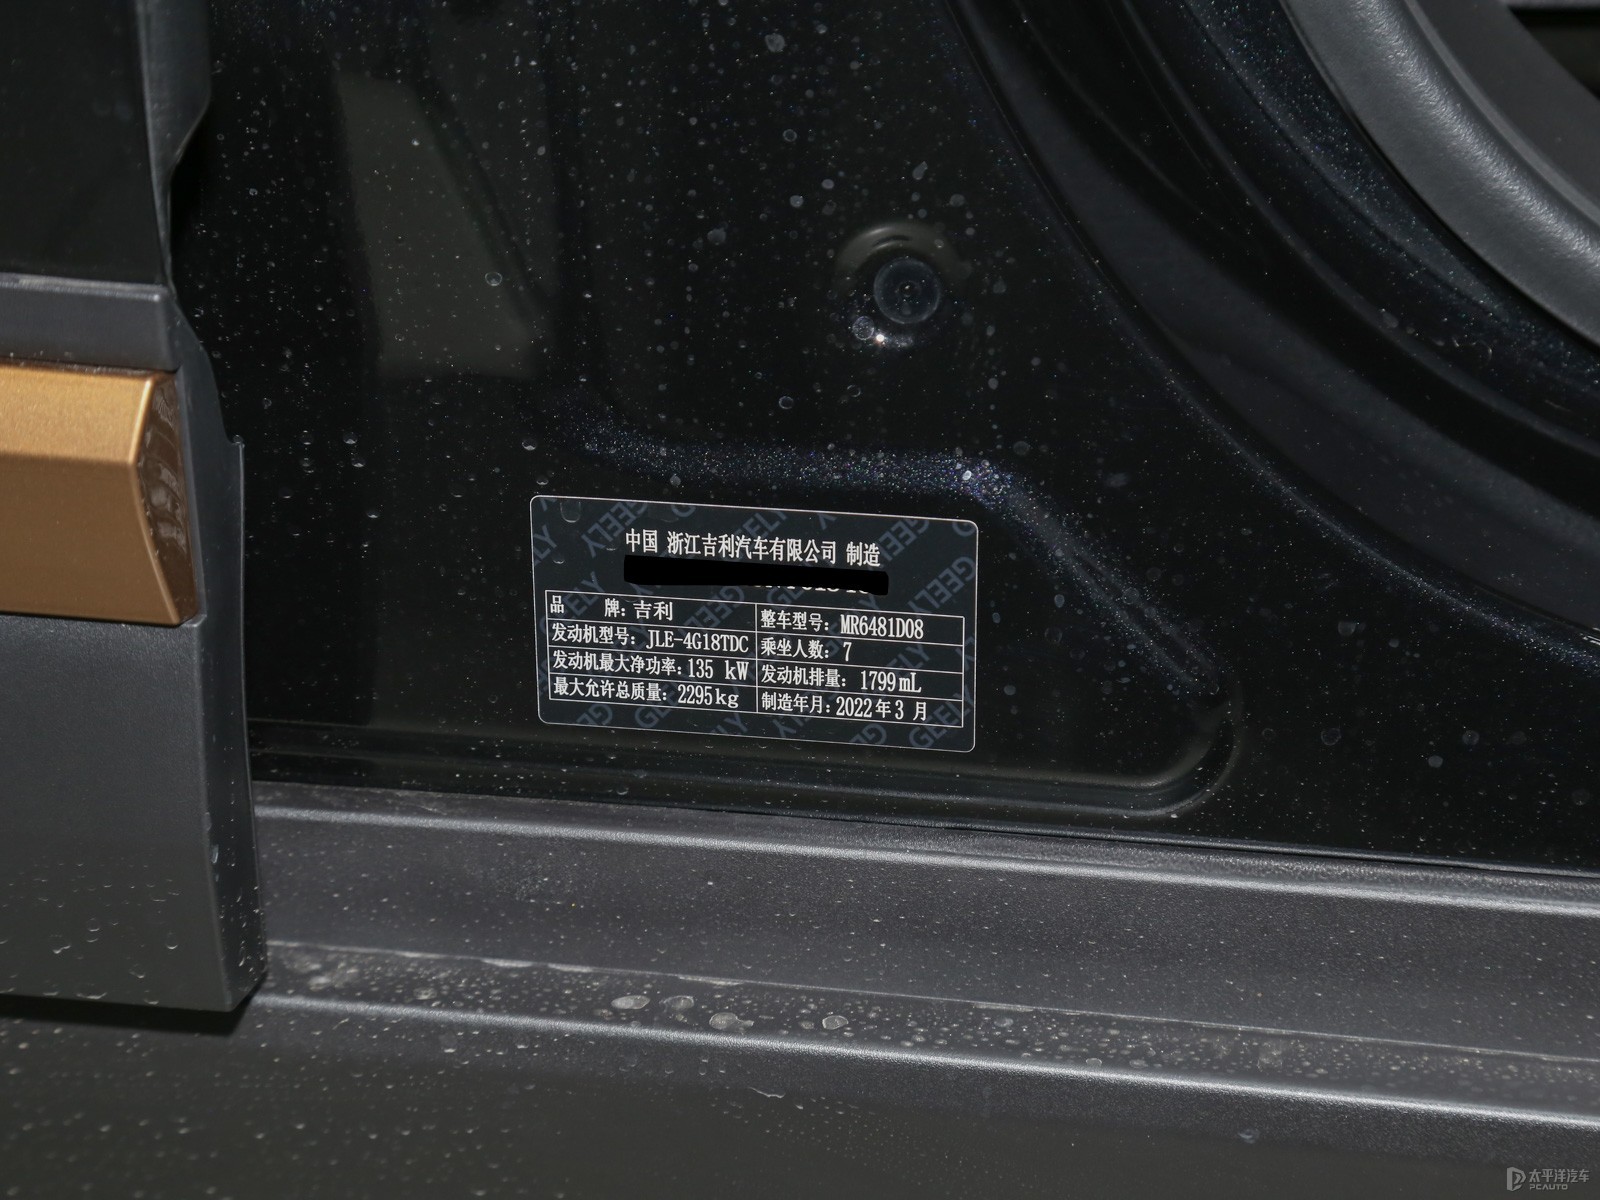 中国 浙江吉利汽车有限公司 制造
品 牌: 吉利 整车型号: MR6481D08
发动机型号: JLE-4G18TDC 乘坐人数: 7
发动机最大净功率: 135 kW 发动机排量: 1799mL
最大允许总质量: 2295kg 制造年月: 2022年3月
太平洋汽车
PCAUTO